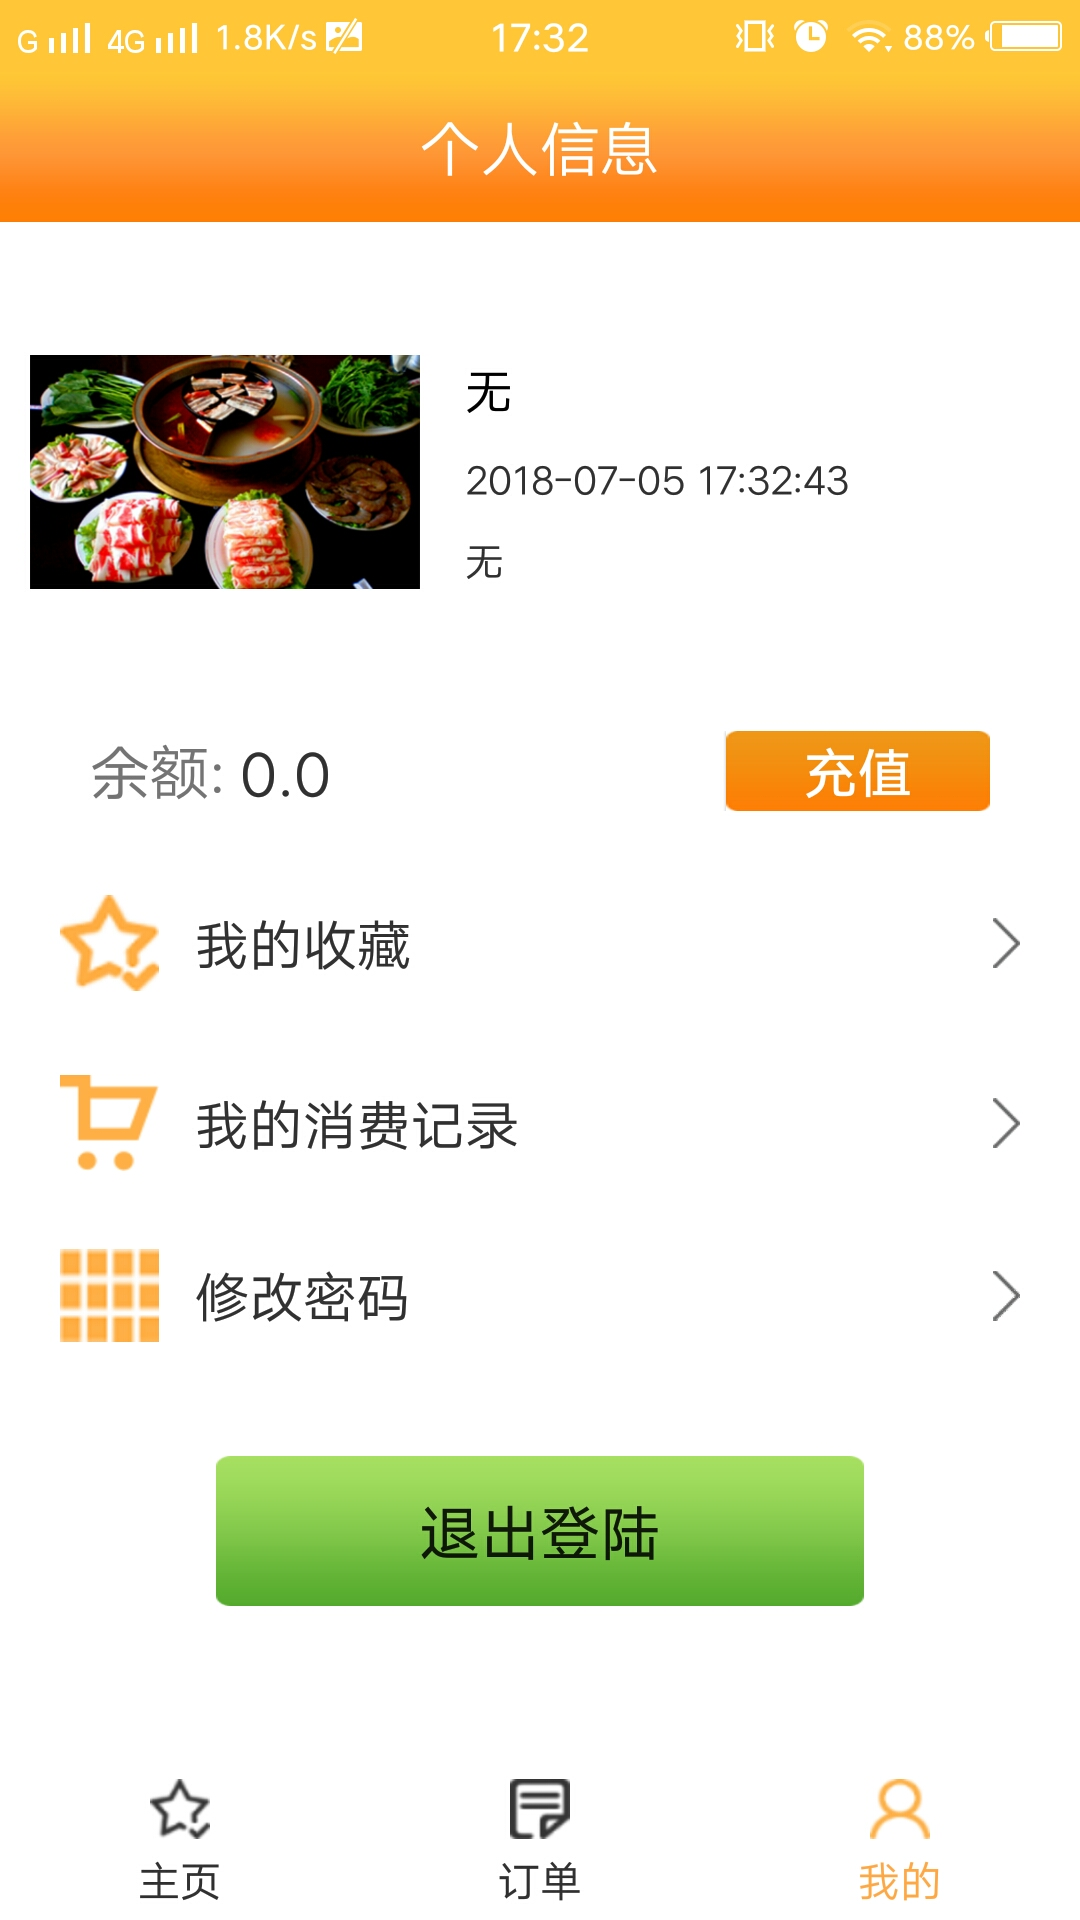 G 4G 1.8K/s 17:32 88%
个人信息
无
2018-07-05 17:32:43
无
余额: 0.0 充值
我的收藏
我的消费记录
修改密码
退出登陆
主页 订单 我的